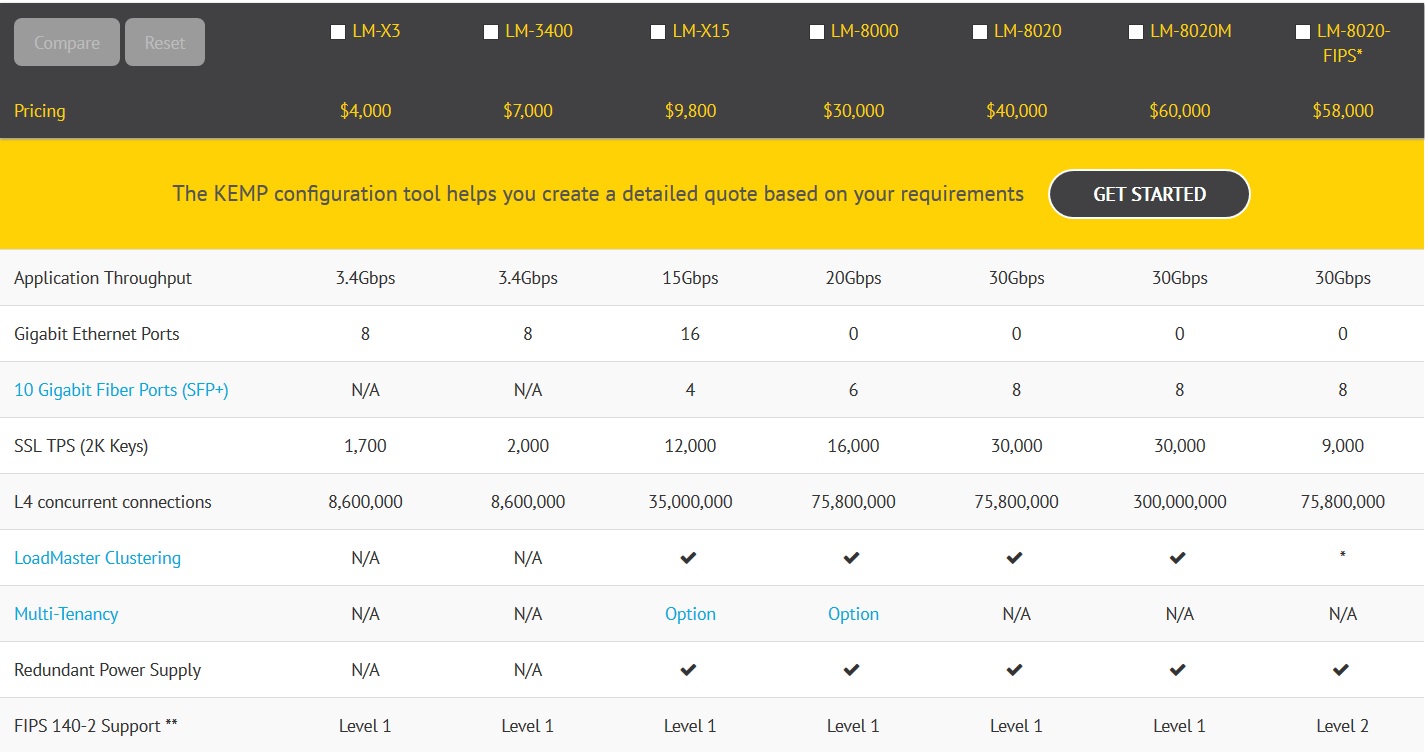 Compare Reset LM-X3 LM-3400 LM-X15 LM-8000 LM-8020 LM-8020M LM-8020-
FIPS*
Pricing $4,000 $7,000 $9,800 $30,000 $40,000 $60,000 $58,000
The KEMP configuration tool helps you create a detailed quote based on your requirements GET STARTED
Application Throughput 3.4Gbps 3.4Gbps 15Gbps 20Gbps 30Gbps 30Gbps 30Gbps
Gigabit Ethernet Ports 8 8 16 0 0 0 0
10 Gigabit Fiber Ports (SFP+) N/A N/A 4 6 8 8 8
SSL TPS (2K Keys) 1,700 2,000 12,000 16,000 30,000 30,000 9,000
L4 concurrent connections 8,600,000 8,600,000 35,000,000 75,800,000 75,800,000 300,000,000 75,800,000
LoadMaster Clustering N/A N/A ✔ ✔ ✔ ✔ *
Multi-Tenancy N/A N/A Option Option N/A N/A N/A
Redundant Power Supply N/A N/A ✔ ✔ ✔ ✔ ✔
FIPS 140-2 Support ** Level 1 Level 1 Level 1 Level 1 Level 1 Level 1 Level 2